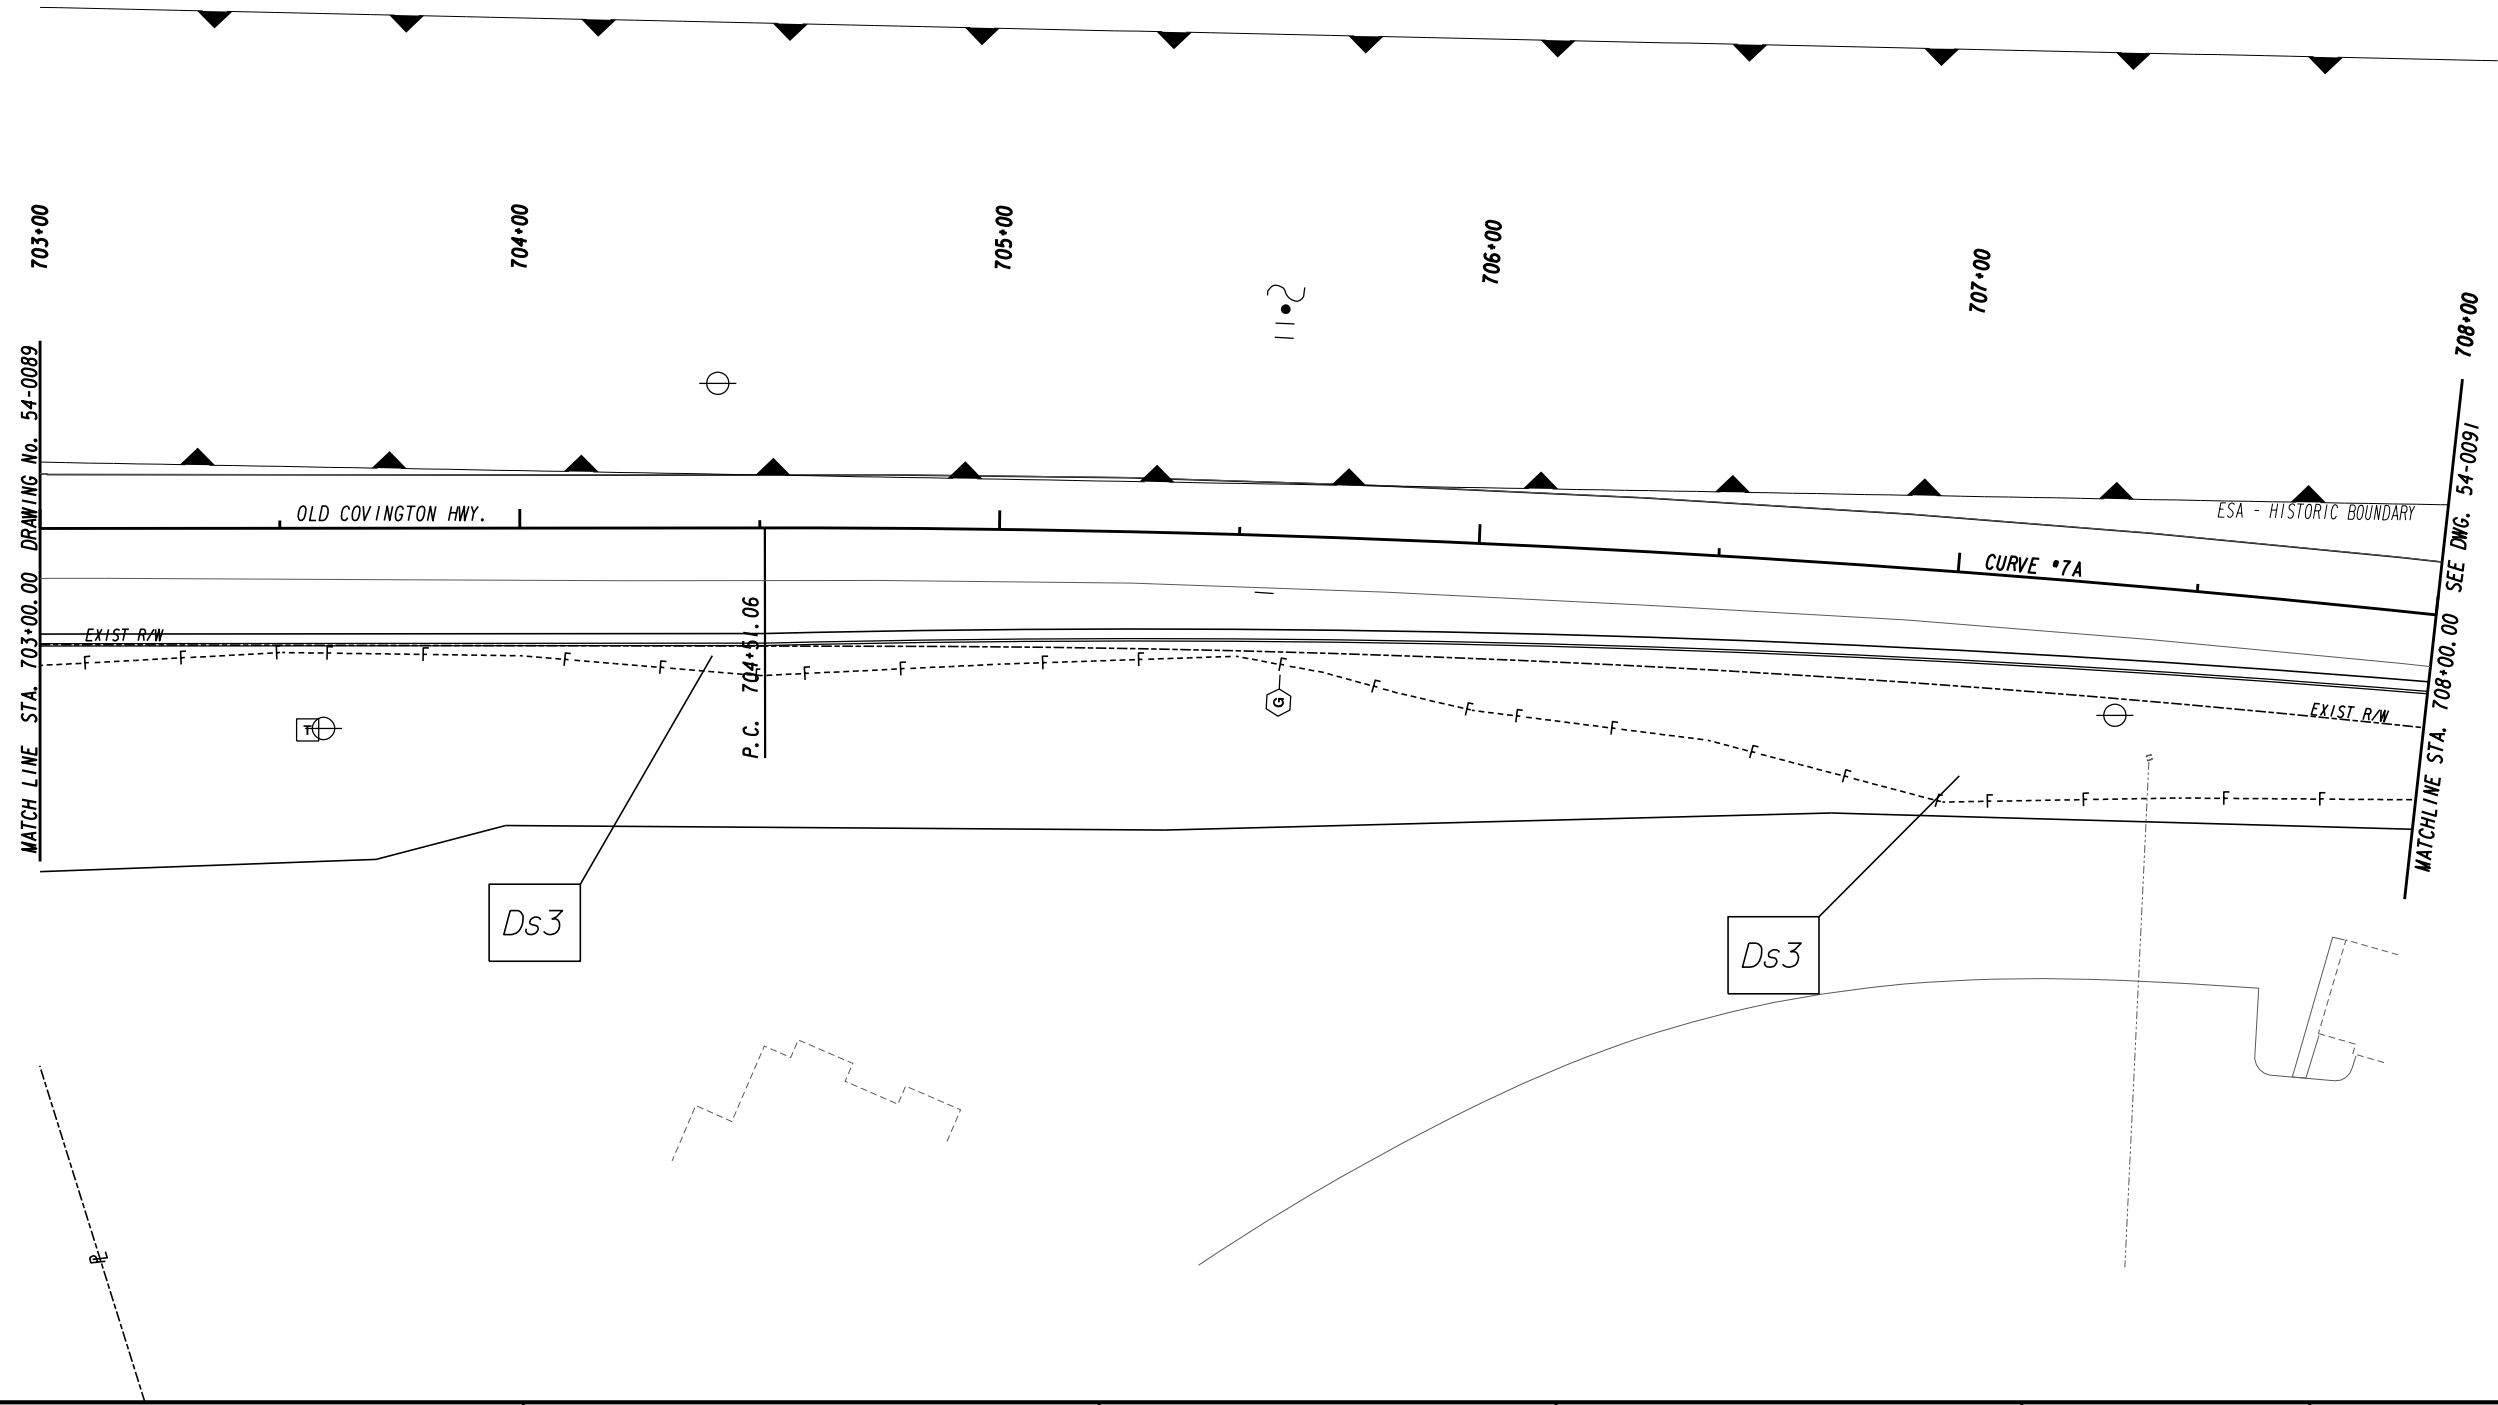 703+00
704+00
705+00
706+00
707+00
708+00
MATCH LINE STA. 703+00.00 DRAWING No. 54-0089
OLD COVINGTON HWY.
ESA - HISTORIC BOUNDARY
CURVE #7A
EXIST R/W
P.C. 704+51.06
F F F F F F F F F F F F F F F F F F F F F F F F
G
T
EXIST R/W
MATCHLINE STA. 708+00.00 SEE DWG. 54-0091
Ds3
Ds3